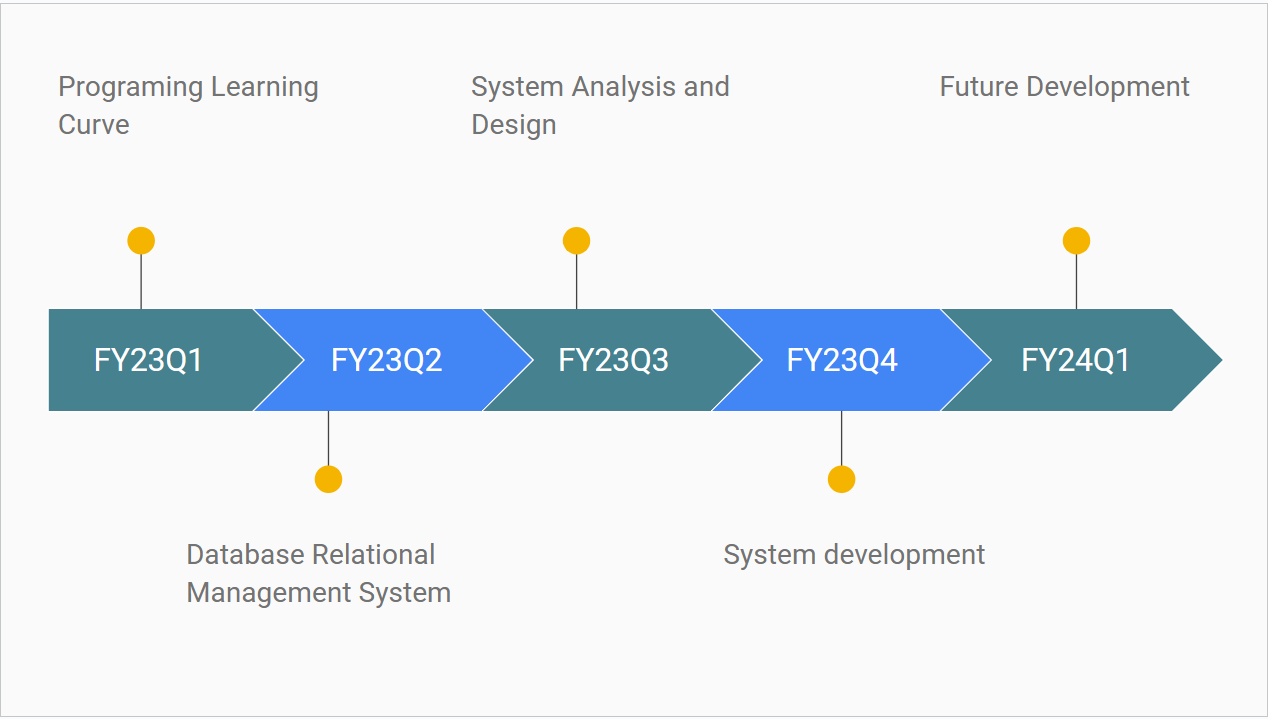 Programing Learning
Curve
System Analysis and
Design
Future Development
FY23Q1
FY23Q2
FY23Q3
FY23Q4
FY24Q1
Database Relational
Management System
System development